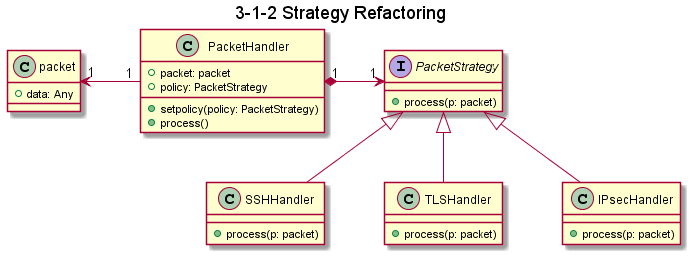 3-1-2 Strategy Refactoring
C packet
data: Any
1
1
C PacketHandler
packet: packet
policy: PacketStrategy
setpolicy(policy: PacketStrategy)
process()
1
1
I PacketStrategy
process(p: packet)
C SSHHandler
process(p: packet)
C TLSHandler
process(p: packet)
C IPsecHandler
process(p: packet)